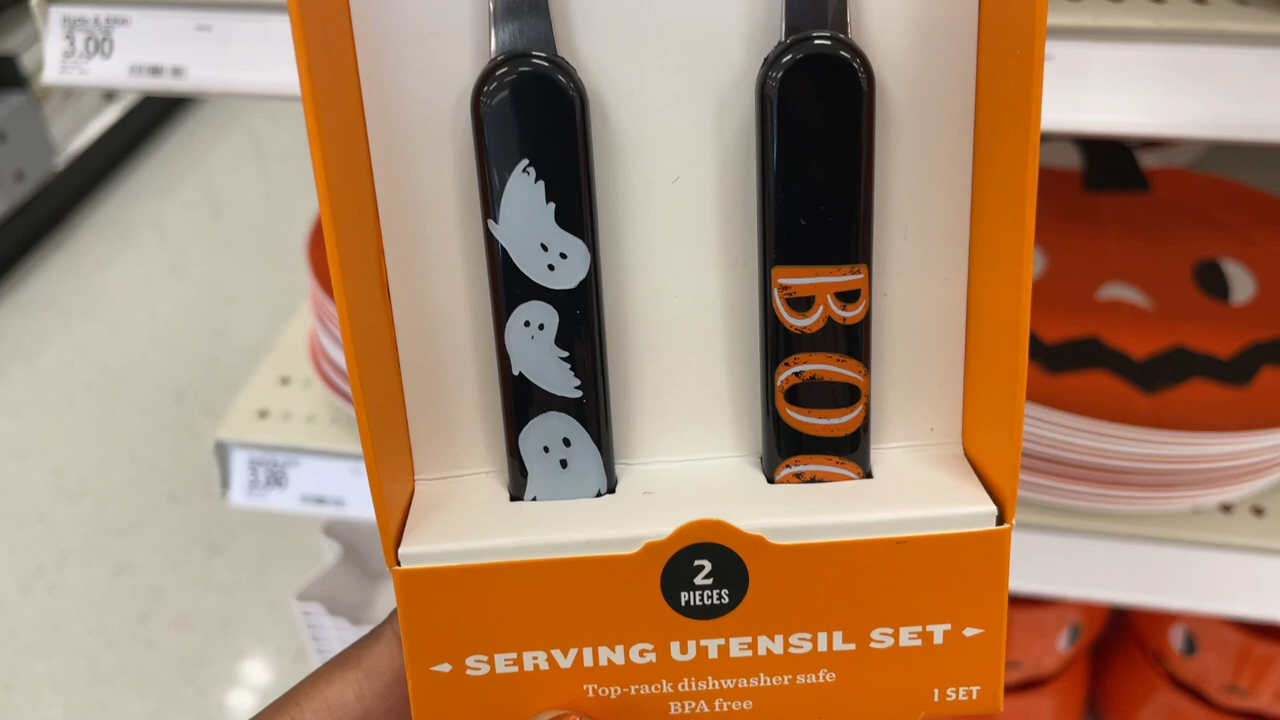 3.00
BOO
2
PIECES
SERVING UTENSIL SET
Top-rack dishwasher safe
BPA free
1 SET